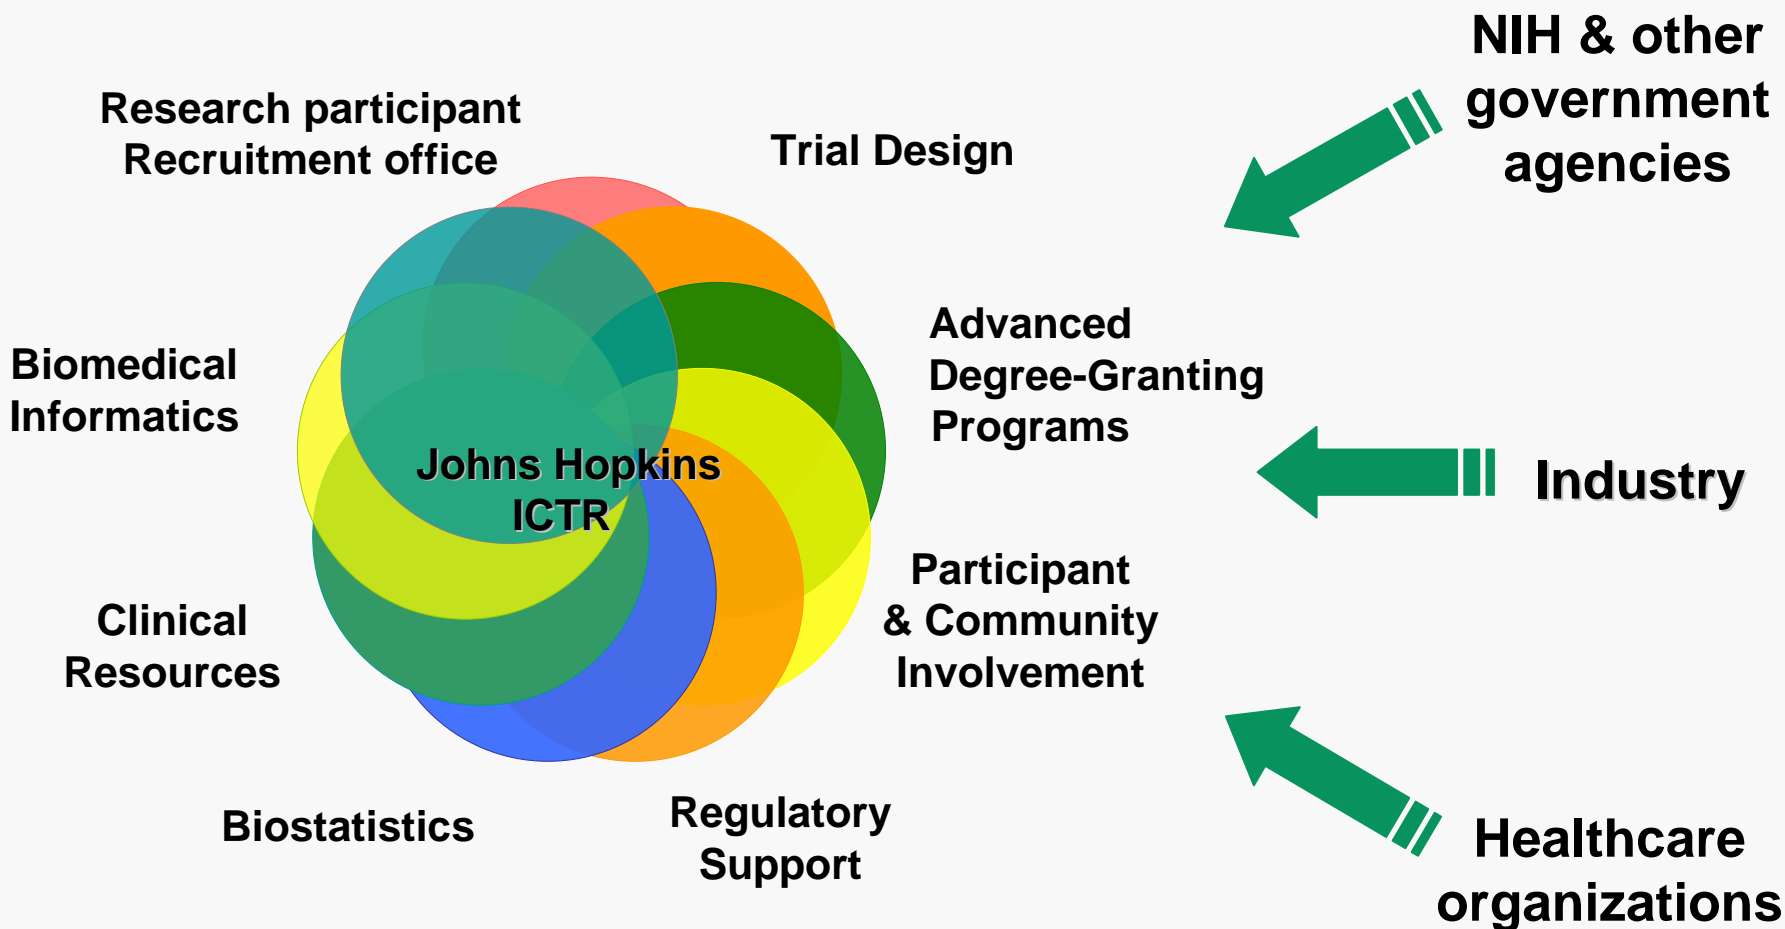 Research participant
Recruitment office
Trial Design
NIH & other
government
agencies
Biomedical
Informatics
Advanced
Degree-Granting
Programs
Johns Hopkins
ICTR
Industry
Clinical
Resources
Participant
& Community
Involvement
Biostatistics
Regulatory
Support
Healthcare
organizations